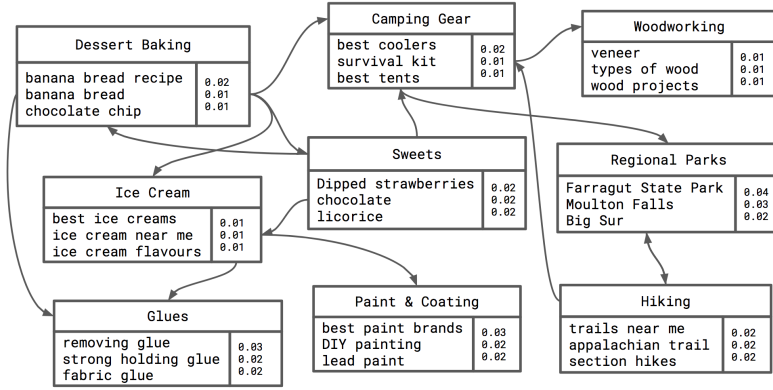 Dessert Baking
banana bread recipe 0.02
banana bread 0.01
chocolate chip 0.01
Camping Gear
best coolers 0.02
survival kit 0.01
best tents 0.01
Woodworking
veneer 0.01
types of wood 0.01
wood projects 0.01
Sweets
Dipped strawberries 0.02
chocolate 0.02
licorice 0.02
Regional Parks
Farragut State Park 0.04
Moulton Falls 0.03
Big Sur 0.02
Ice Cream
best ice creams 0.01
ice cream near me 0.01
ice cream flavours 0.01
Glues
removing glue 0.03
strong holding glue 0.02
fabric glue 0.02
Paint & Coating
best paint brands 0.03
DIY painting 0.02
lead paint 0.02
Hiking
trails near me 0.02
appalachian trail 0.02
section hikes 0.02